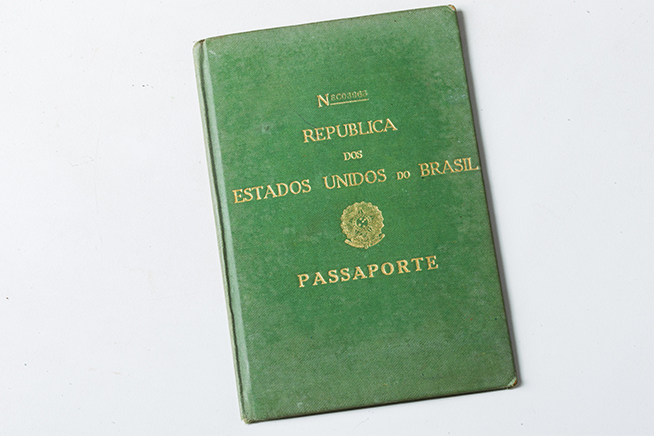 N
REPUBLICA
DOS
ESTADOS UNIDOS DO BRASIL
PASSAPORTE